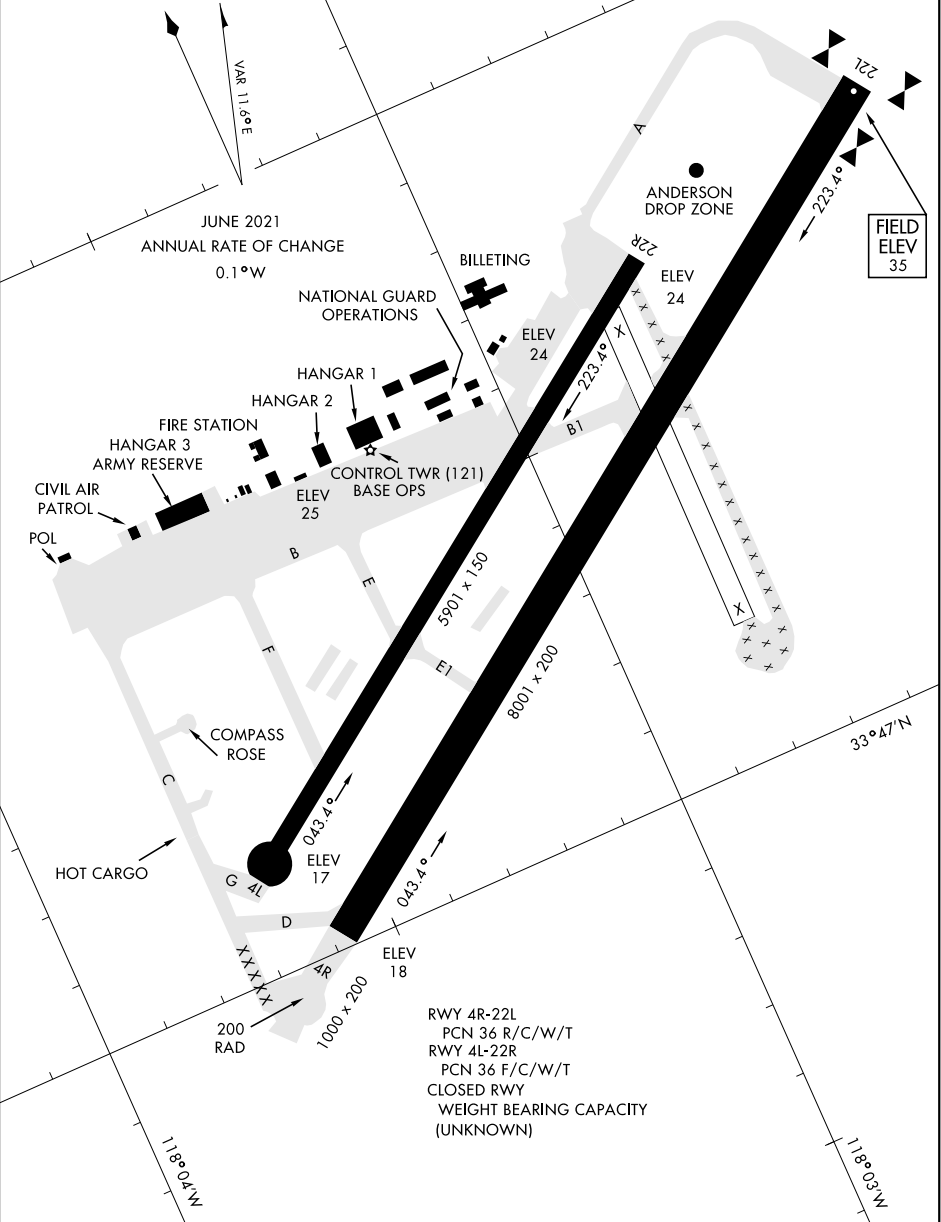 VAR 11.6° E
JUNE 2021
ANNUAL RATE OF CHANGE
0.1° W
22L
A
ANDERSON
DROP ZONE
223.4°
FIELD
ELEV
35
22R
ELEV
24
BILLETING
NATIONAL GUARD
OPERATIONS
ELEV
24
X
223.4°
B1
HANGAR 1
HANGAR 2
FIRE STATION
HANGAR 3
ARMY RESERVE
CONTROL TWR (121)
BASE OPS
ELEV
25
CIVIL AIR
PATROL
POL
B
E
5901 x 150
F
E1
X
8001 x 200
33°47'N
COMPASS
ROSE
C
043.4°
HOT CARGO
ELEV
17
G
4L
043.4°
D
X X X X X
ELEV
18
4R
1000 x 200
200
RAD
RWY 4R-22L
PCN 36 R/C/W/T
RWY 4L-22R
PCN 36 F/C/W/T
CLOSED RWY
WEIGHT BEARING CAPACITY
(UNKNOWN)
118°04'W
118°03'W